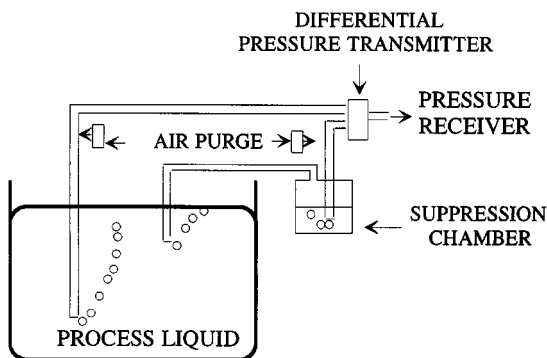 DIFFERENTIAL
PRESSURE TRANSMITTER
PRESSURE
RECEIVER
AIR PURGE
SUPPRESSION
CHAMBER
PROCESS LIQUID